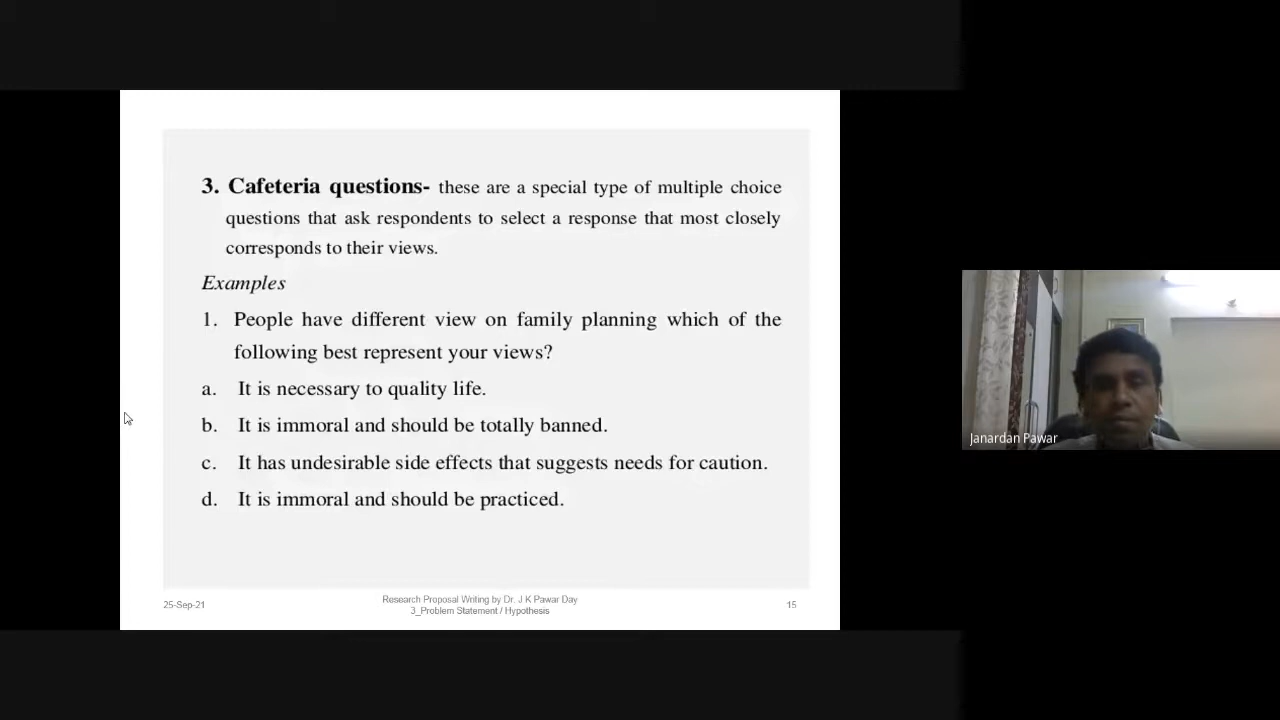 3. Cafeteria questions- these are a special type of multiple choice
questions that ask respondents to select a response that most closely
corresponds to their views.
Examples
1. People have different view on family planning which of the
following best represent your views?
a. It is necessary to quality life.
b. It is immoral and should be totally banned.
c. It has undesirable side effects that suggests needs for caution.
d. It is immoral and should be practiced.
25-Sep-21
Research Proposal Writing by Dr. J K Pawar Day
3_Problem Statement / Hypothesis
15
Janardan Pawar